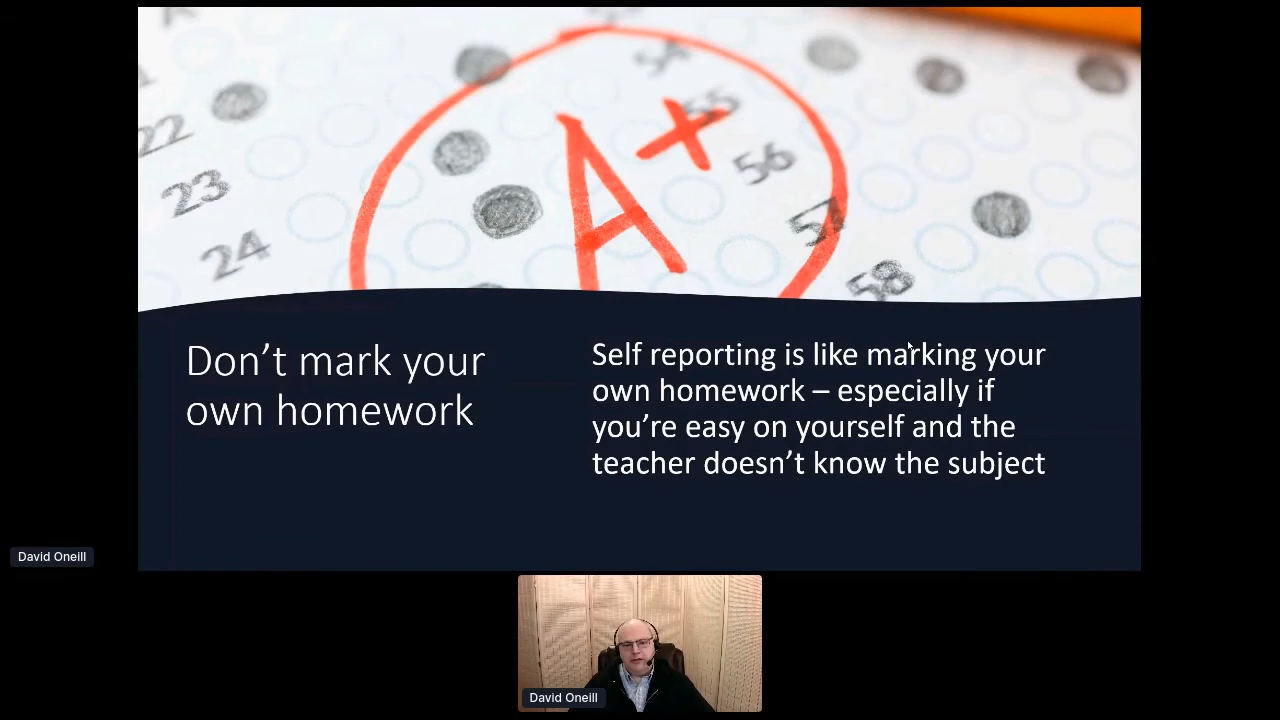 22
23
24
A+
55
56
57
58
Don't mark your
own homework
Self reporting is like marking your
own homework – especially if
you're easy on yourself and the
teacher doesn't know the subject
David Oneill
David Oneill